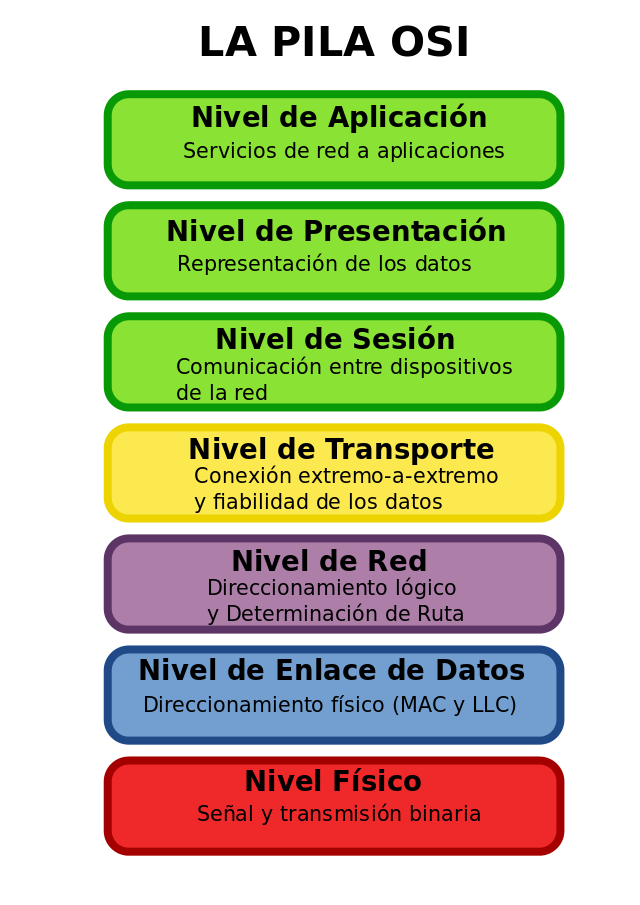 LA PILA OSI
Nivel de Aplicación
Servicios de red a aplicaciones
Nivel de Presentación
Representación de los datos
Nivel de Sesión
Comunicación entre dispositivos
de la red
Nivel de Transporte
Conexión extremo-a-extremo
y fiabilidad de los datos
Nivel de Red
Direccionamiento lógico
y Determinación de Ruta
Nivel de Enlace de Datos
Direccionamiento físico (MAC y LLC)
Nivel Físico
Señal y transmisión binaria